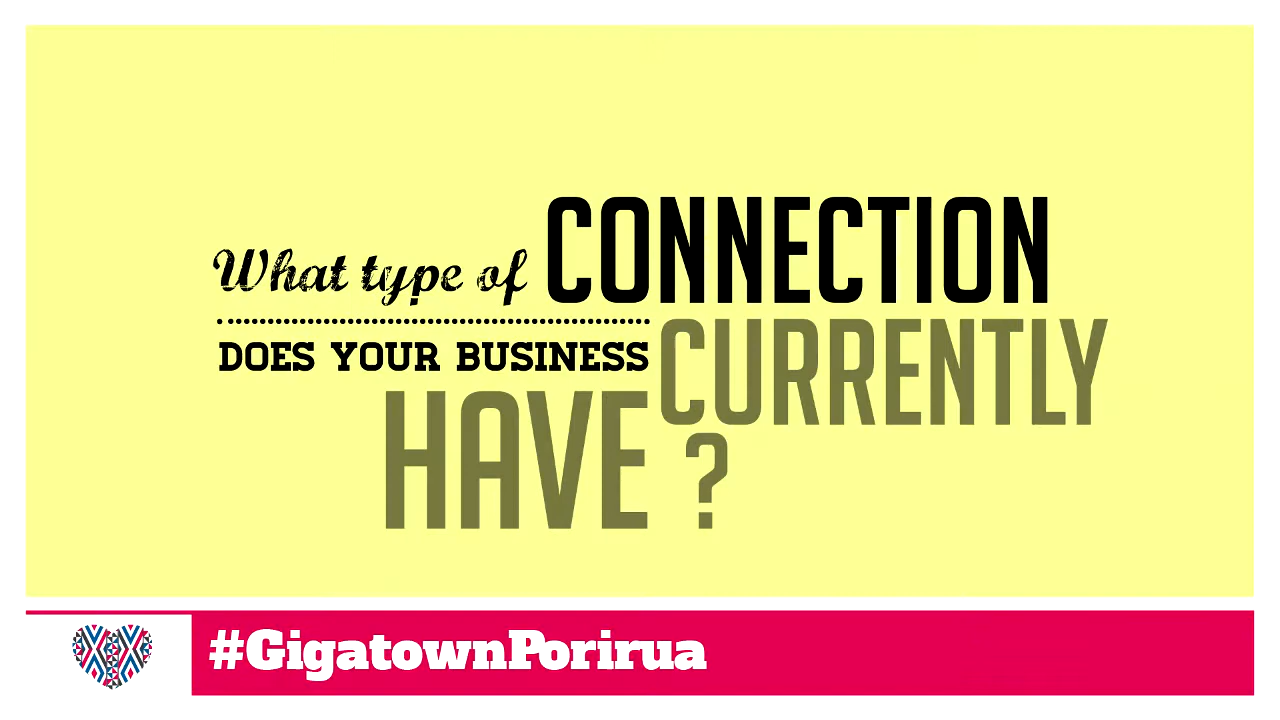 What type of CONNECTION
DOES YOUR BUSINESS CURRENTLY
HAVE ?
#GigatownPorirua